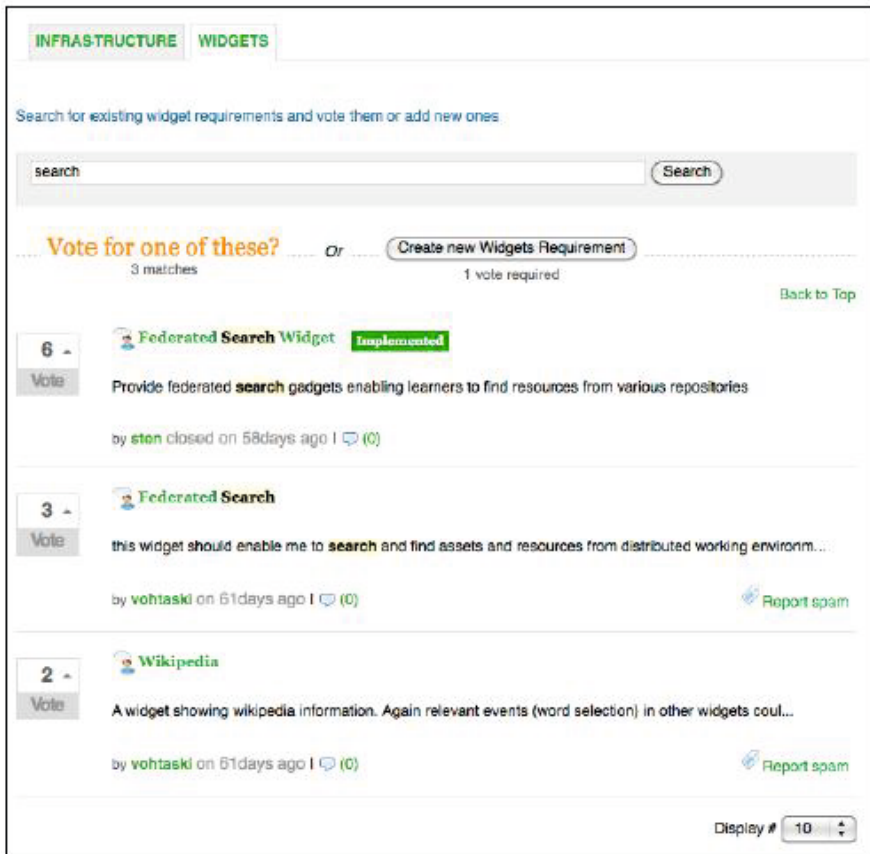 INFRASTRUCTURE WIDGETS
Search for existing widget requirements and vote them or add new ones
search Search
Vote for one of these? Or Create new Widgets Requirement
3 matches 1 vote required
Back to Top
6 Federated Search Widget Implemented
Vote
Provide federated search gadgets enabling learners to find resources from various repositories
by sten closed on 58days ago | (0)
3 Federated Search
Vote
this widget should enable me to search and find assets and resources from distributed working environm...
by vohtaski on 61days ago | (0) Report spam
2 Wikipedia
Vote
A widget showing wikipedia information. Again relevant events (word selection) in other widgets coul...
by vohtaski on 61days ago | (0) Report spam
Display # 10